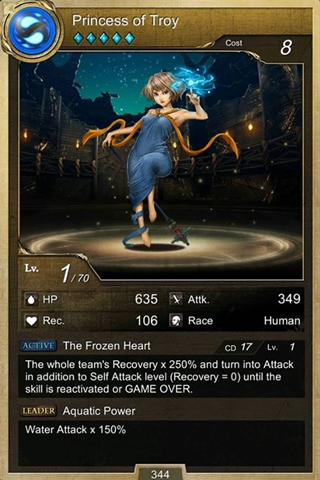 Princess of Troy
Cost 8
Lv. 1/70
HP 635 Attk. 349
Rec. 106 Race Human
ACTIVE The Frozen Heart CD 17 Lv. 1
The whole team's Recovery x 250% and turn into Attack
in addition to Self Attack level (Recovery = 0) until the
skill is reactivated or GAME OVER.
LEADER Aquatic Power
Water Attack x 150%
344